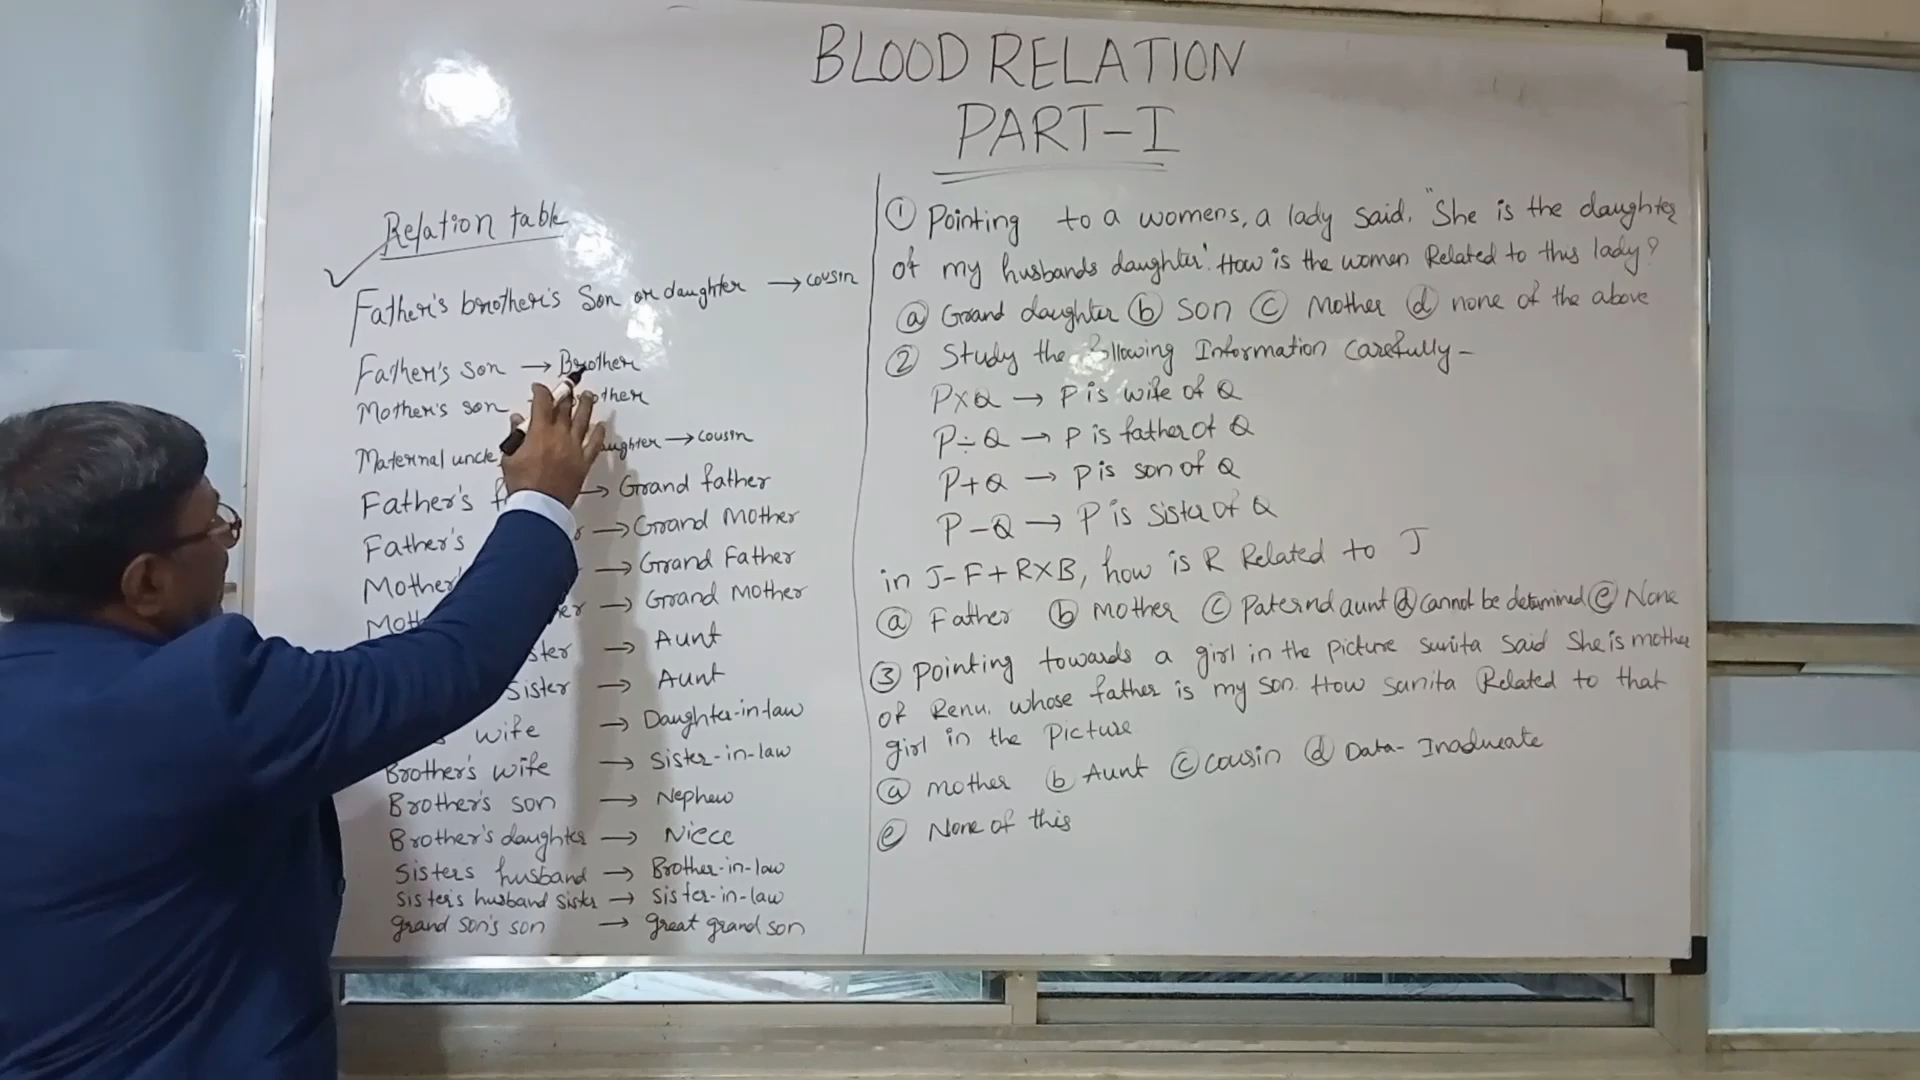 BLOOD RELATION
PART-I
Relation table
Father's brother's Son or daughter → cousin
Father's son → Brother
Mother's son
Maternal uncle → cousin
Father's → Grand father
Father's → Grand Mother
→ Grand Father
→ Grand Mother
→ Aunt
Sister → Aunt
wife → Daughter-in-law
Brother's wife → Sister-in-law
Brother's son → Nephew
Brother's daughter → Niece
Sisters husband → Brother-in-law
Sister's husband Sister → Sister-in-law
grand son's son → great grand son
① Pointing to a womens, a lady said, "She is the daughter
of my husbands daughter'. How is the women Related to this lady?
ⓐ Grand daughter ⓑ Son ⓒ Mother ⓓ none of the above
② Study the following Information carefully-
P×Q → P is wife of Q
P÷Q → P is father of Q
P+Q → P is son of Q
P-Q → P is sister of Q
in J-F+R×B, how is R Related to J
ⓐ Father ⓑ Mother ⓒ Paternal aunt ⓓ cannot be determined ⓔ None
③ Pointing towards a girl in the picture sunita said She is mother
of Renu. whose father is my son. How sunita Related to that
girl in the Picture
ⓐ mother ⓑ Aunt ⓒ cousin ⓓ Data-Inaducate
ⓔ None of this